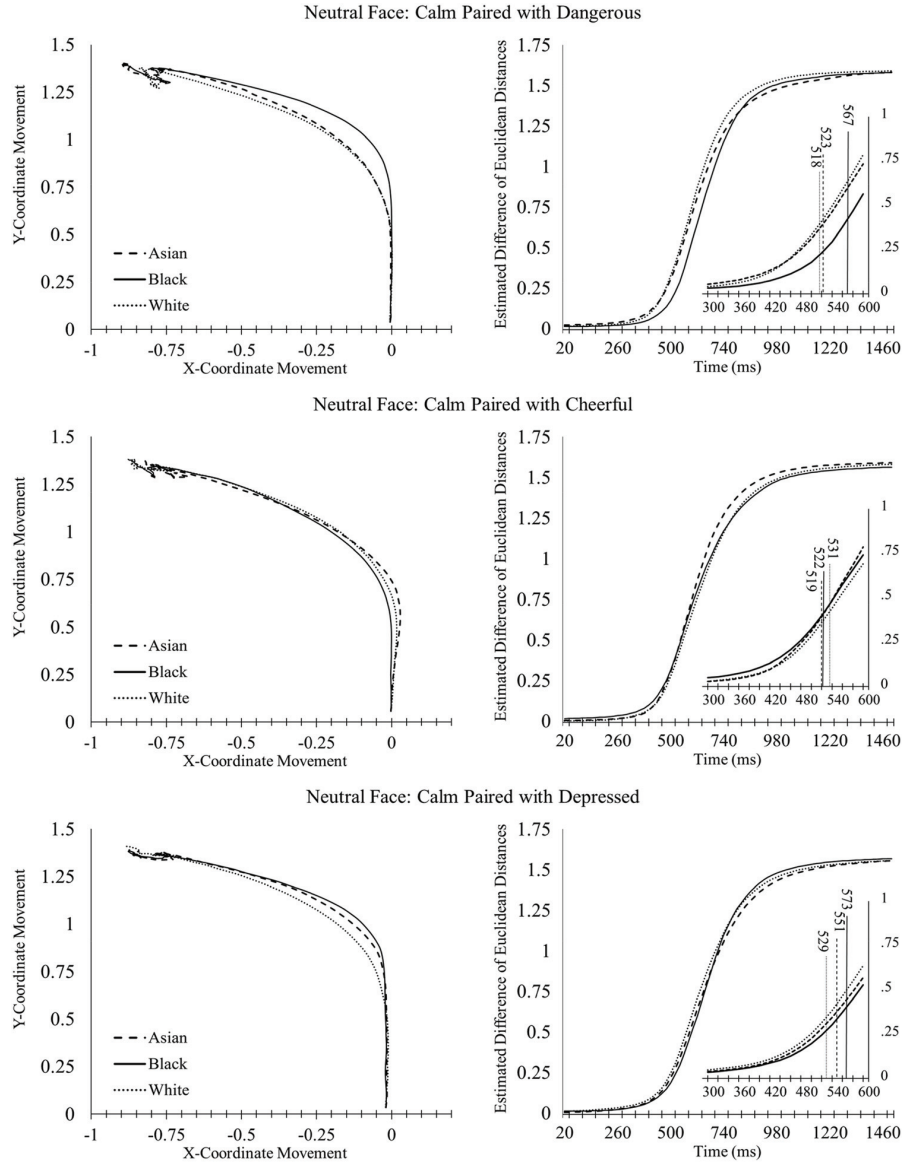 Neutral Face: Calm Paired with Dangerous
Y-Coordinate Movement
1.5
1.25
1
0.75
0.5
0.25
0
Asian
Black
White
-1 -0.75 -0.5 -0.25 0
X-Coordinate Movement
Estimated Difference of Euclidean Distances
1.75
1.5
1.25
1
0.75
0.5
0.25
0
518
523
567
1
.75
.5
.25
0
300 360 420 480 540 600
20 260 500 740 980 1220 1460
Time (ms)
Neutral Face: Calm Paired with Cheerful
Y-Coordinate Movement
1.5
1.25
1
0.75
0.5
0.25
0
Asian
Black
White
-1 -0.75 -0.5 -0.25 0
X-Coordinate Movement
Estimated Difference of Euclidean Distances
1.75
1.5
1.25
1
0.75
0.5
0.25
0
519
522
531
1
.75
.5
.25
0
300 360 420 480 540 600
20 260 500 740 980 1220 1460
Time (ms)
Neutral Face: Calm Paired with Depressed
Y-Coordinate Movement
1.5
1.25
1
0.75
0.5
0.25
0
Asian
Black
White
-1 -0.75 -0.5 -0.25 0
X-Coordinate Movement
Estimated Difference of Euclidean Distances
1.75
1.5
1.25
1
0.75
0.5
0.25
0
529
551
573
1
.75
.5
.25
0
300 360 420 480 540 600
20 260 500 740 980 1220 1460
Time (ms)